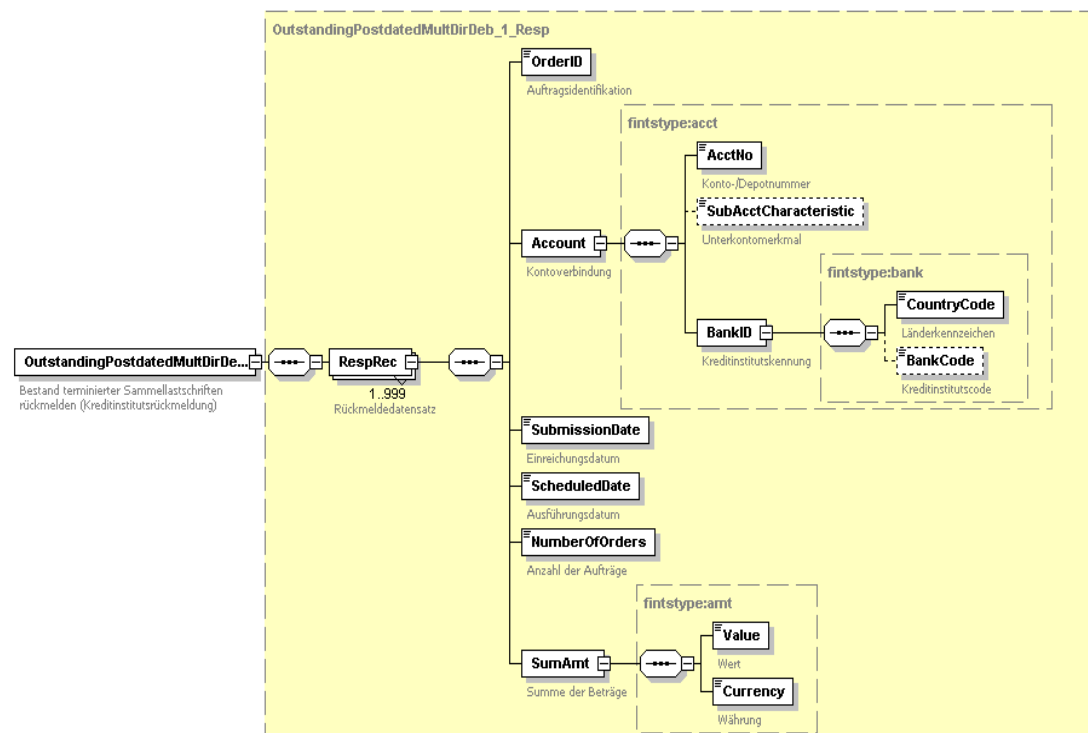 OutstandingPostdatedMultDirDeb_1_Resp
OrderID
Auftragsidentifikation
fintstype:acct
AcctNo
Konto-/Depotnummer
SubAcctCharacteristic
Unterkontomerkmal
Account
Kontoverbindung
fintstype:bank
CountryCode
Länderkennzeichen
BankID
Kreditinstitutskennung
BankCode
Kreditinstitutscode
OutstandingPostdatedMultDirDe...
Bestand terminierter Sammellastschriften
rückmelden (Kreditinstitutsrückmeldung)
RespRec
1..999
Rückmeldedatensatz
SubmissionDate
Einreichungsdatum
ScheduledDate
Ausführungsdatum
NumberOfOrders
Anzahl der Aufträge
fintstype:amt
Value
Wert
SumAmt
Summe der Beträge
Currency
Währung